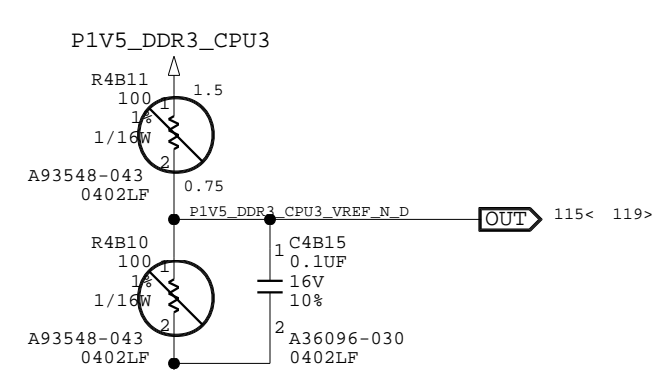 P1V5_DDR3_CPU3
R4B11
1.5
100
1
1%
1/16W
2
A93548-043
0.75
0402LF
P1V5_DDR3_CPU3_VREF_N_D
OUT
115< 119>
R4B10
1
C4B15
100
1
0.1UF
1%
16V
1/16W
10%
2
2
A93548-043
A36096-030
0402LF
0402LF